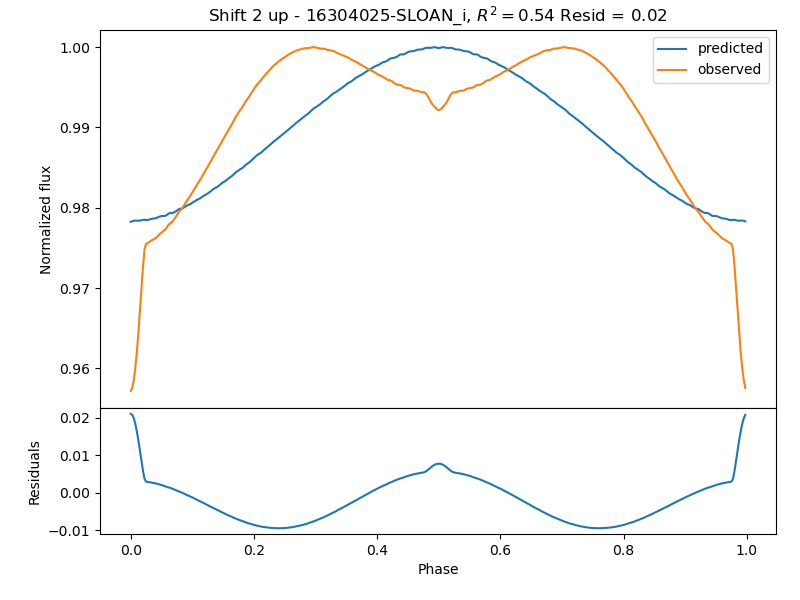 Shift 2 up - 16304025-SLOAN_i, R² = 0.54 Resid = 0.02
predicted
observed
Normalized flux
1.00
0.99
0.98
0.97
0.96
Residuals
0.02
0.01
0.00
−0.01
0.0 0.2 0.4 0.6 0.8 1.0
Phase